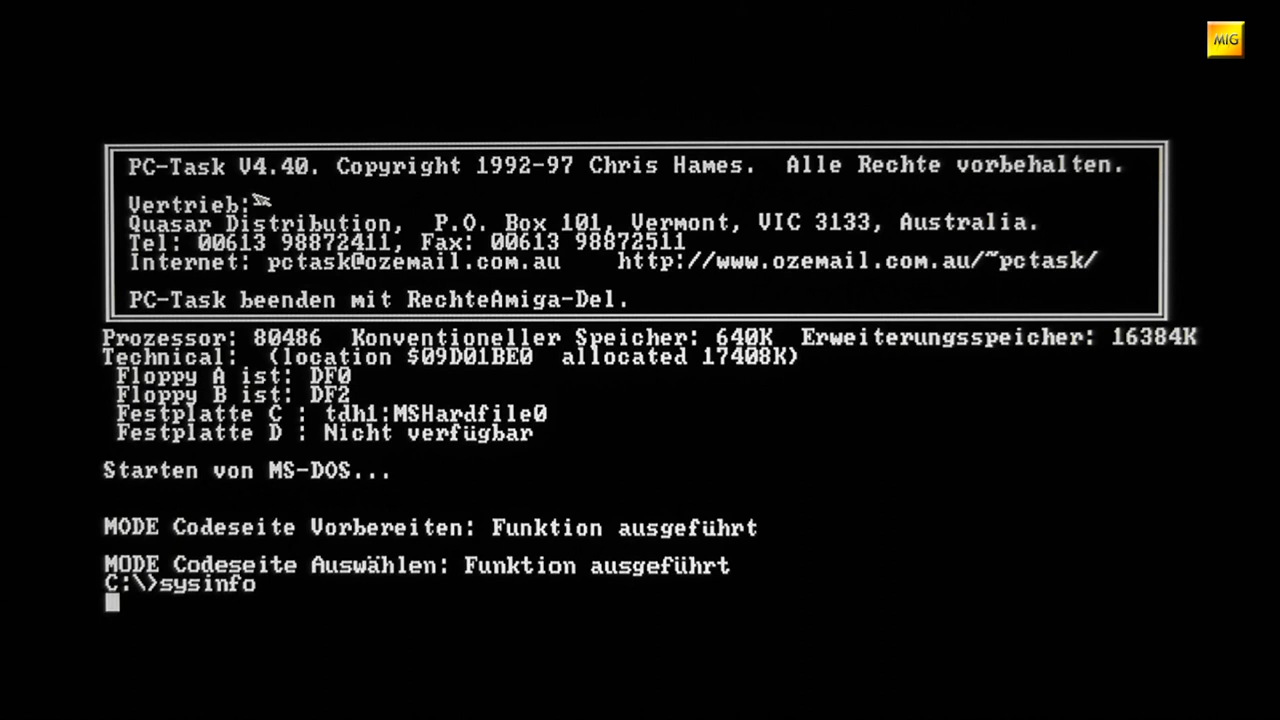 MIG
PC-Task V4.40. Copyright 1992-97 Chris Hames. Alle Rechte vorbehalten.
Vertrieb:
Quasar Distribution, P.O. Box 101, Vermont, VIC 3133, Australia.
Tel: 00613 98872411, Fax: 00613 98872511
Internet: pctask@ozemail.com.au http://www.ozemail.com.au/~pctask/
PC-Task beenden mit RechteAmiga-Del.
Prozessor: 80486 Konventioneller Speicher: 640K Erweiterungsspeicher: 16384K
Technical: (location $09D01BE0 allocated 17408K)
Floppy A ist: DF0
Floppy B ist: DF2
Festplatte C : tdh1:MSHardfile0
Festplatte D : Nicht verfügbar
Starten von MS-DOS...
MODE Codeseite Vorbereiten: Funktion ausgeführt
MODE Codeseite Auswählen: Funktion ausgeführt
C:\>sysinfo